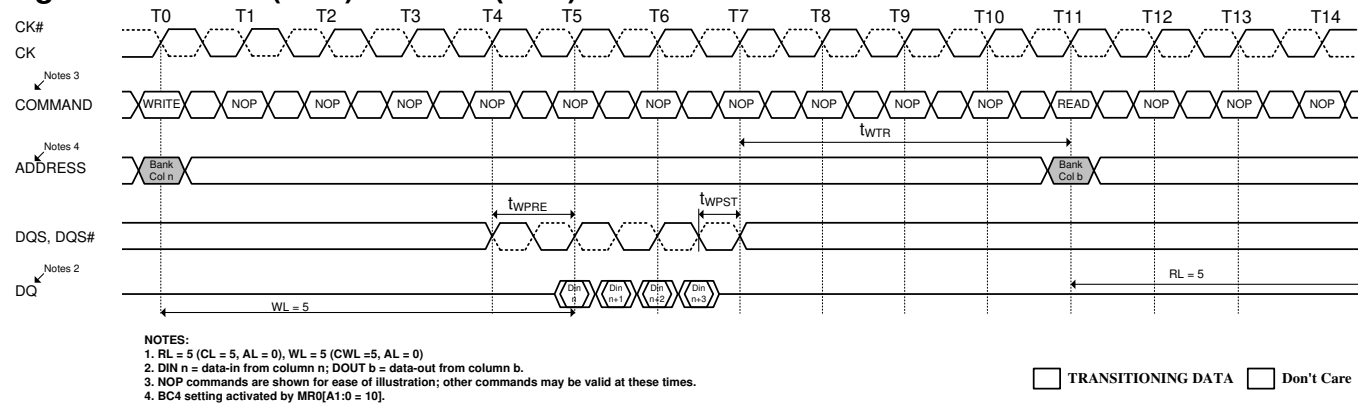 T0 T1 T2 T3 T4 T5 T6 T7 T8 T9 T10 T11 T12 T13 T14
CK#
CK
Notes 3
COMMAND WRITE NOP NOP NOP NOP NOP NOP NOP NOP NOP NOP READ NOP NOP NOP
tWTR
Notes 4
ADDRESS Bank Col n Bank Col b
tWPRE tWPST
DQS, DQS#
Notes 2
DQ Din n Din n+1 Din n+2 Din n+3
RL = 5
WL = 5
NOTES:
1. RL = 5 (CL = 5, AL = 0), WL = 5 (CWL =5, AL = 0)
2. DIN n = data-in from column n; DOUT b = data-out from column b.
3. NOP commands are shown for ease of illustration; other commands may be valid at these times.
4. BC4 setting activated by MR0[A1:0 = 10].
TRANSITIONING DATA Don't Care